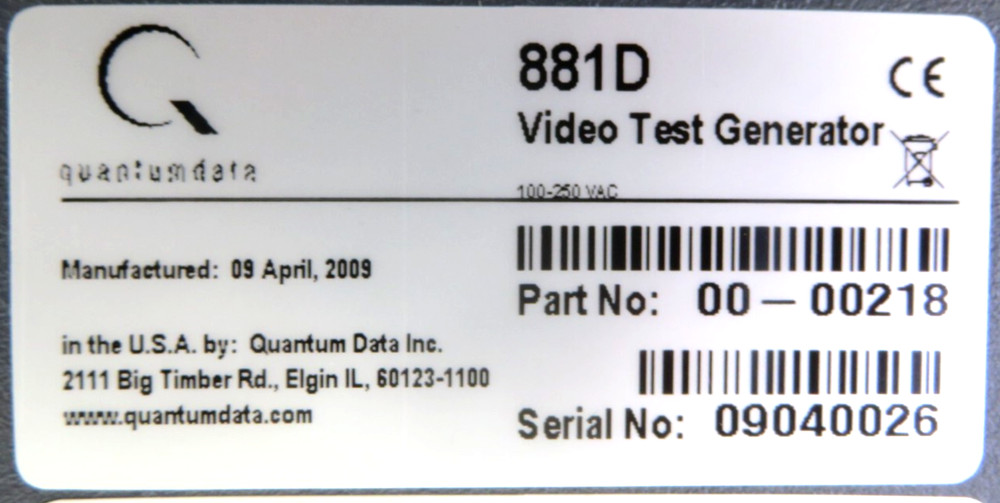 quantumdata
881D
CE
Video Test Generator
100-250 VAC
Manufactured: 09 April, 2009
in the U.S.A. by: Quantum Data Inc.
2111 Big Timber Rd., Elgin IL, 60123-1100
www.quantumdata.com
Part No: 00-00218
Serial No: 09040026